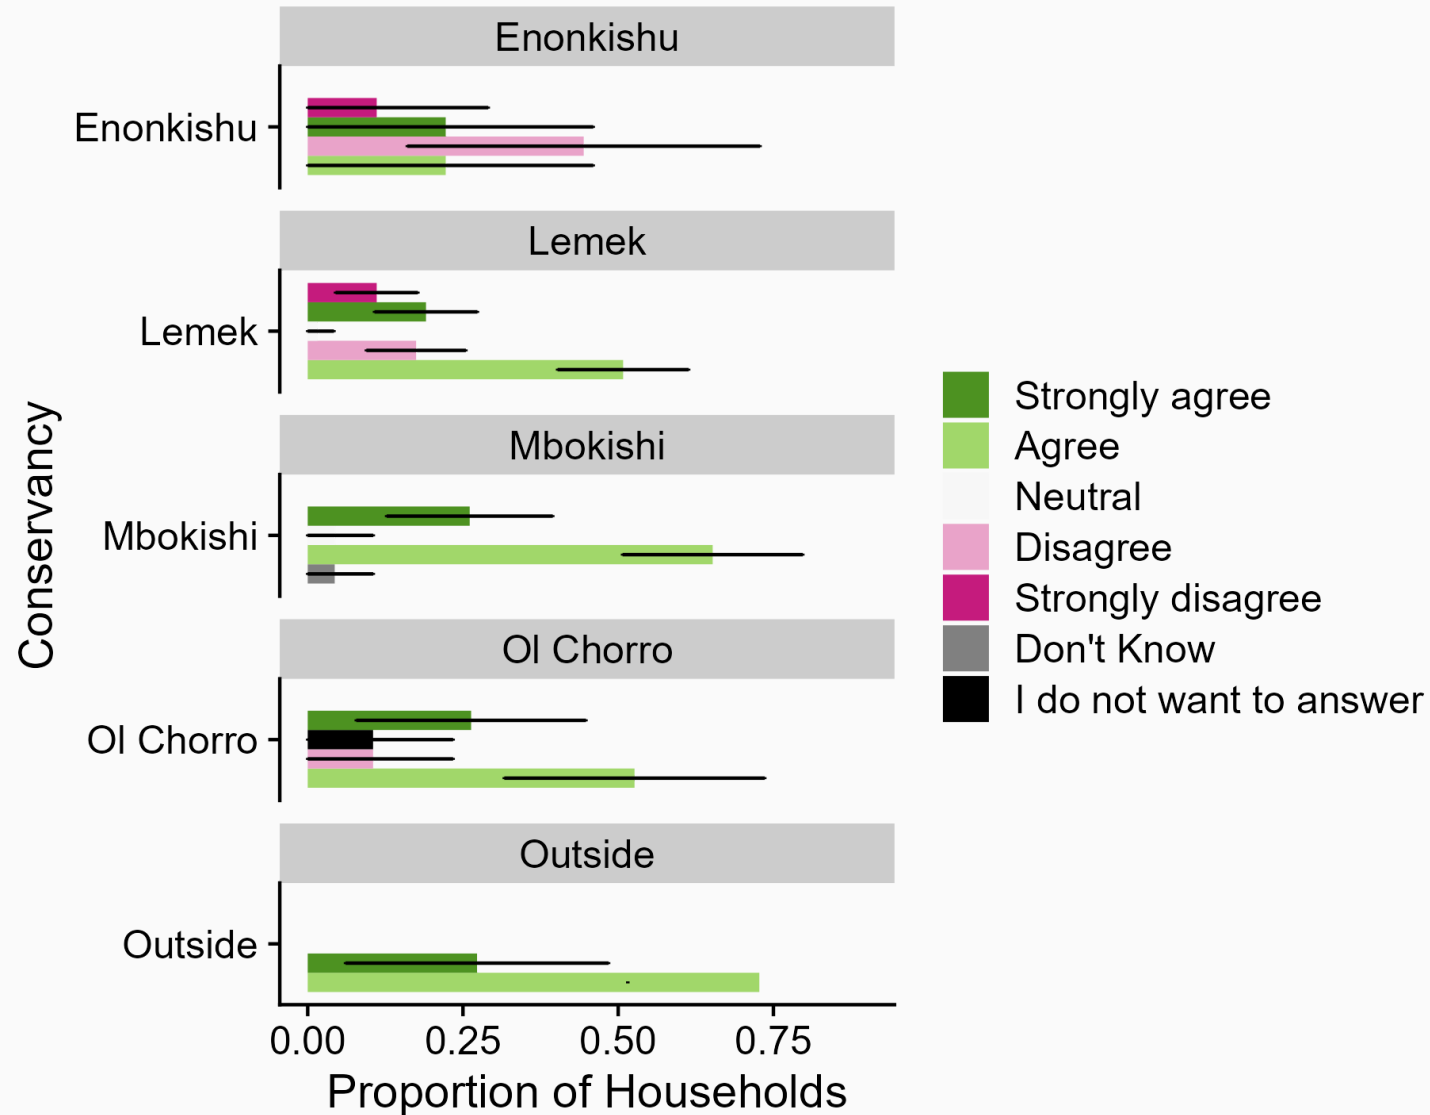 Enonkishu
Enonkishu
Lemek
Lemek
Mbokishi
Mbokishi
Ol Chorro
Ol Chorro
Outside
Outside
0.00 0.25 0.50 0.75
Proportion of Households
Conservancy
Strongly agree
Agree
Neutral
Disagree
Strongly disagree
Don't Know
I do not want to answer